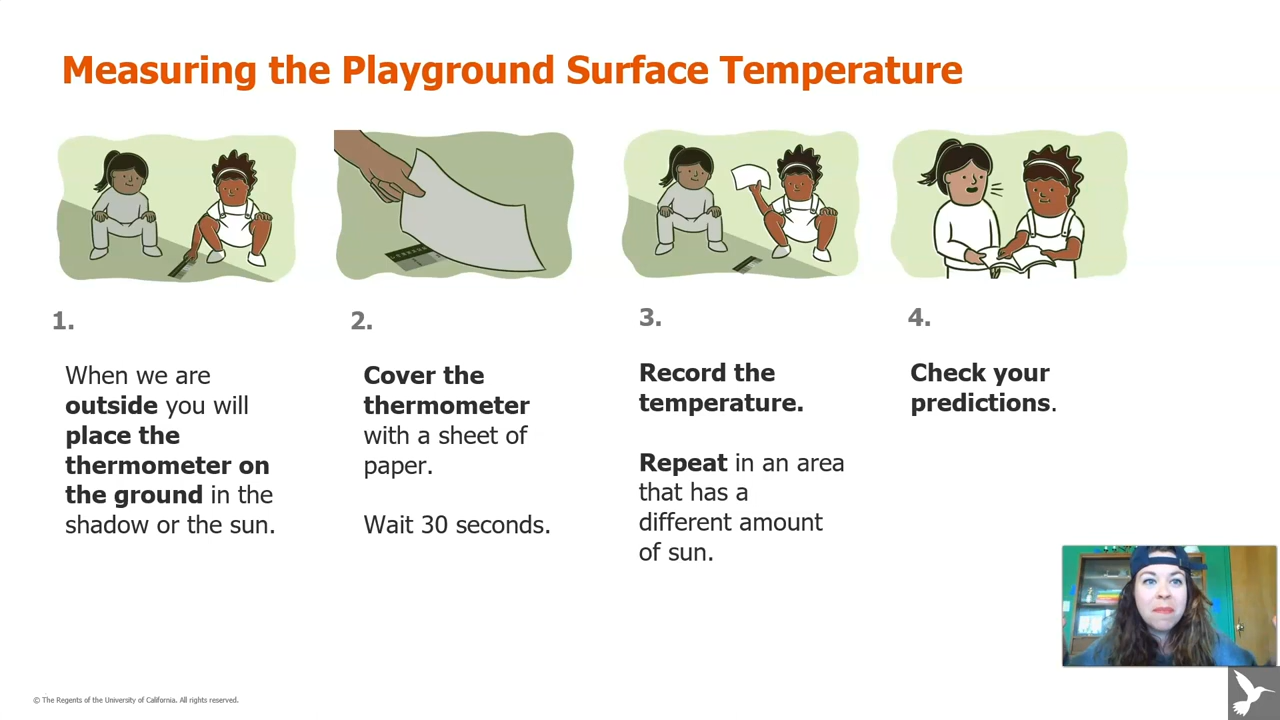 Measuring the Playground Surface Temperature
1.
When we are
outside you will
place the
thermometer on
the ground in the
shadow or the sun.
2.
Cover the
thermometer
with a sheet of
paper.
Wait 30 seconds.
3.
Record the
temperature.
Repeat in an area
that has a
different amount
of sun.
4.
Check your
predictions.
© The Regents of the University of California. All rights reserved.